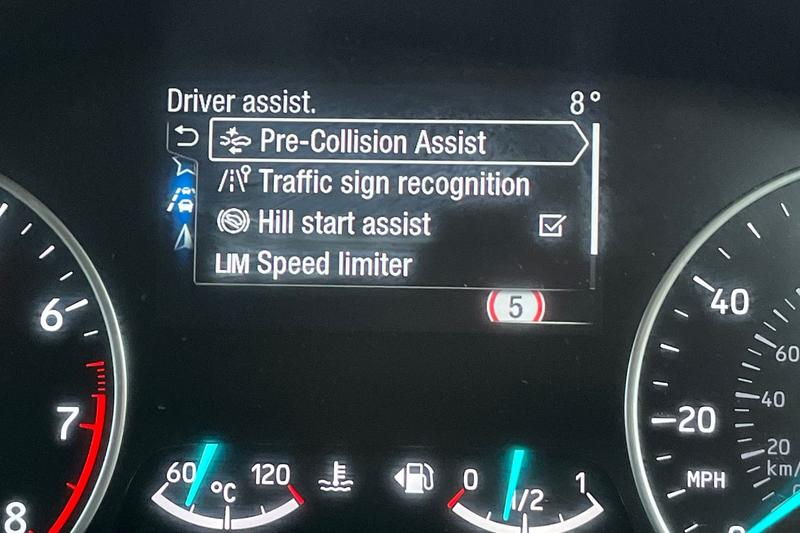 Driver assist. 8°
Pre-Collision Assist
Traffic sign recognition
Hill start assist
LIM Speed limiter
5
6
7
8
60 120
°C
0 1/2 1
40
20
MPH
0
60
40
20
km/